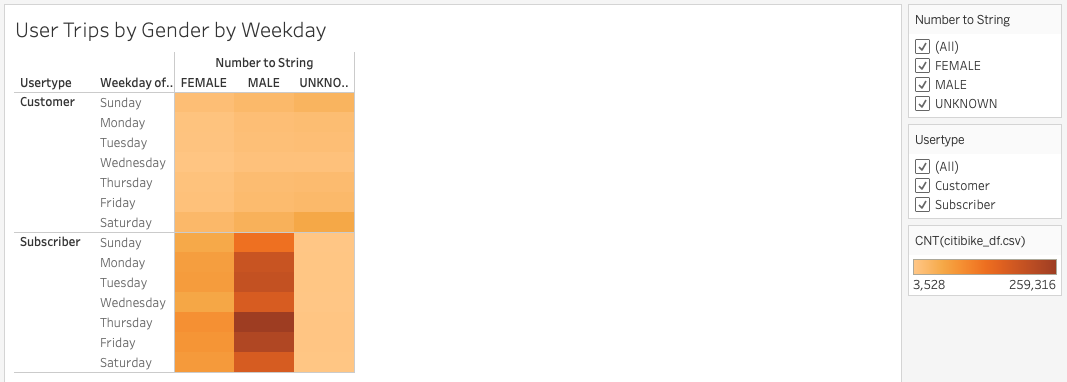 User Trips by Gender by Weekday
Number to String
Usertype Weekday of.. FEMALE MALE UNKNO..
Customer Sunday
Monday
Tuesday
Wednesday
Thursday
Friday
Saturday
Subscriber Sunday
Monday
Tuesday
Wednesday
Thursday
Friday
Saturday
Number to String
(All)
FEMALE
MALE
UNKNOWN
Usertype
(All)
Customer
Subscriber
CNT(citibike_df.csv)
3,528 259,316